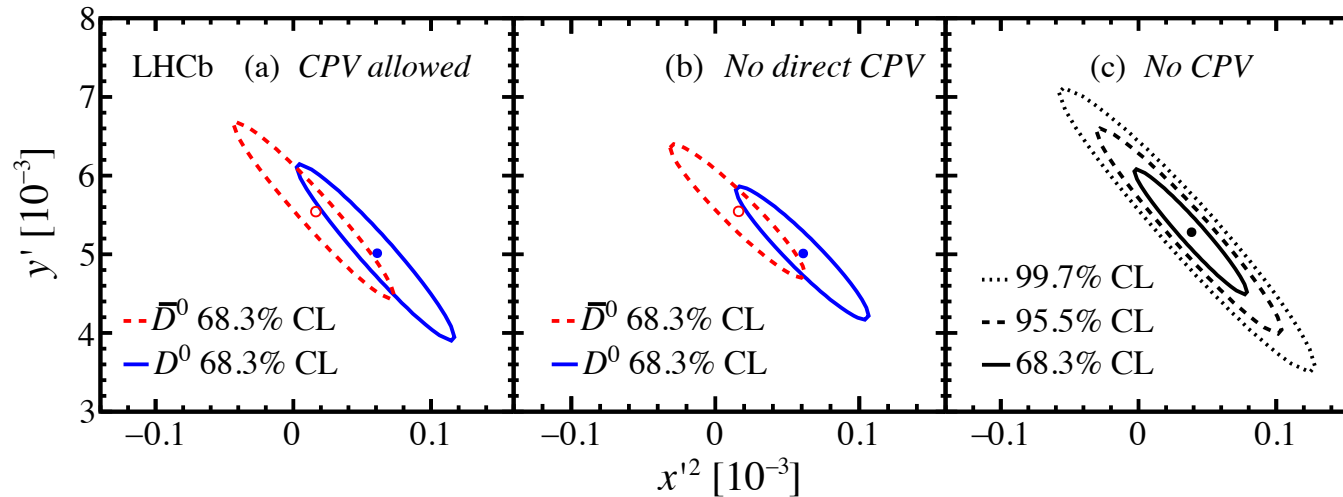 8
7
6
5
4
3
y' [10⁻³]
LHCb (a) CPV allowed
D̅⁰ 68.3% CL
D⁰ 68.3% CL
−0.1 0 0.1
(b) No direct CPV
D̅⁰ 68.3% CL
D⁰ 68.3% CL
−0.1 0 0.1
(c) No CPV
99.7% CL
95.5% CL
68.3% CL
−0.1 0 0.1
x'² [10⁻³]